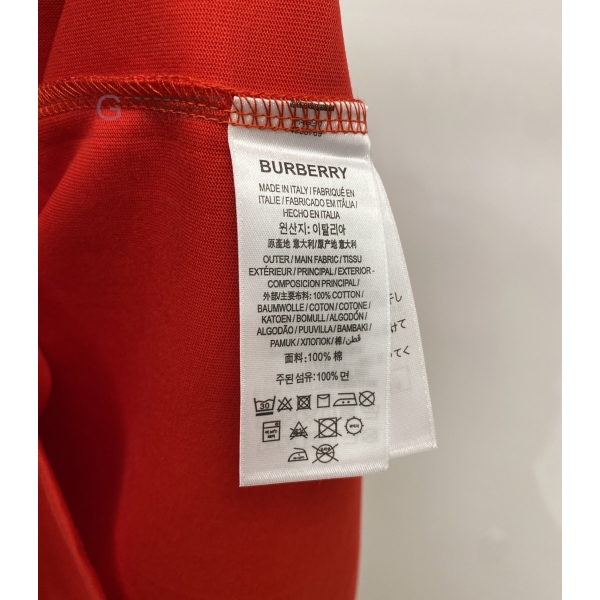 G
BURBERRY
MADE IN ITALY / FABRIQUÉ EN
ITALIE / FABRICADO EM ITÁLIA /
HECHO EN ITALIA
원산지: 이탈리아
原產地 意大利/原产地 意大利
OUTER / MAIN FABRIC / TISSU
EXTÉRIEUR / PRINCIPAL / EXTERIOR -
COMPOSICION PRINCIPAL /
外部/主要布料: 100% COTTON /
BAUMWOLLE / COTON / COTONE /
KATOEN / BOMULL / ALGODÓN /
ALGODÃO / PUUVILLA / BAMBAKI /
PAMUK / ХЛОПОК / 棉 / قطن /
面料: 100% 棉
주된 섬유: 100% 면
30